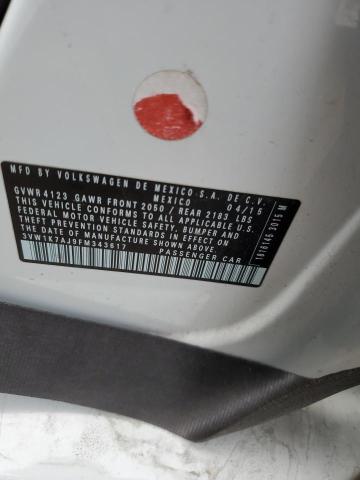 MFD BY VOLKSWAGEN DE MEXICO S.A. DE C.V.
MEXICO 04/15
GVWR 4123 GAWR FRONT 2050 / REAR 2183 LBS
THIS VEHICLE CONFORMS TO ALL APPLICABLE U.S.
FEDERAL MOTOR VEHICLE SAFETY, BUMPER AND
THEFT PREVENTION STANDARDS IN EFFECT ON
THE DATE OF MANUFACTURE SHOWN ABOVE.
3VW1K7AJ9FM343617 PASSENGER CAR
1676145 3015 M